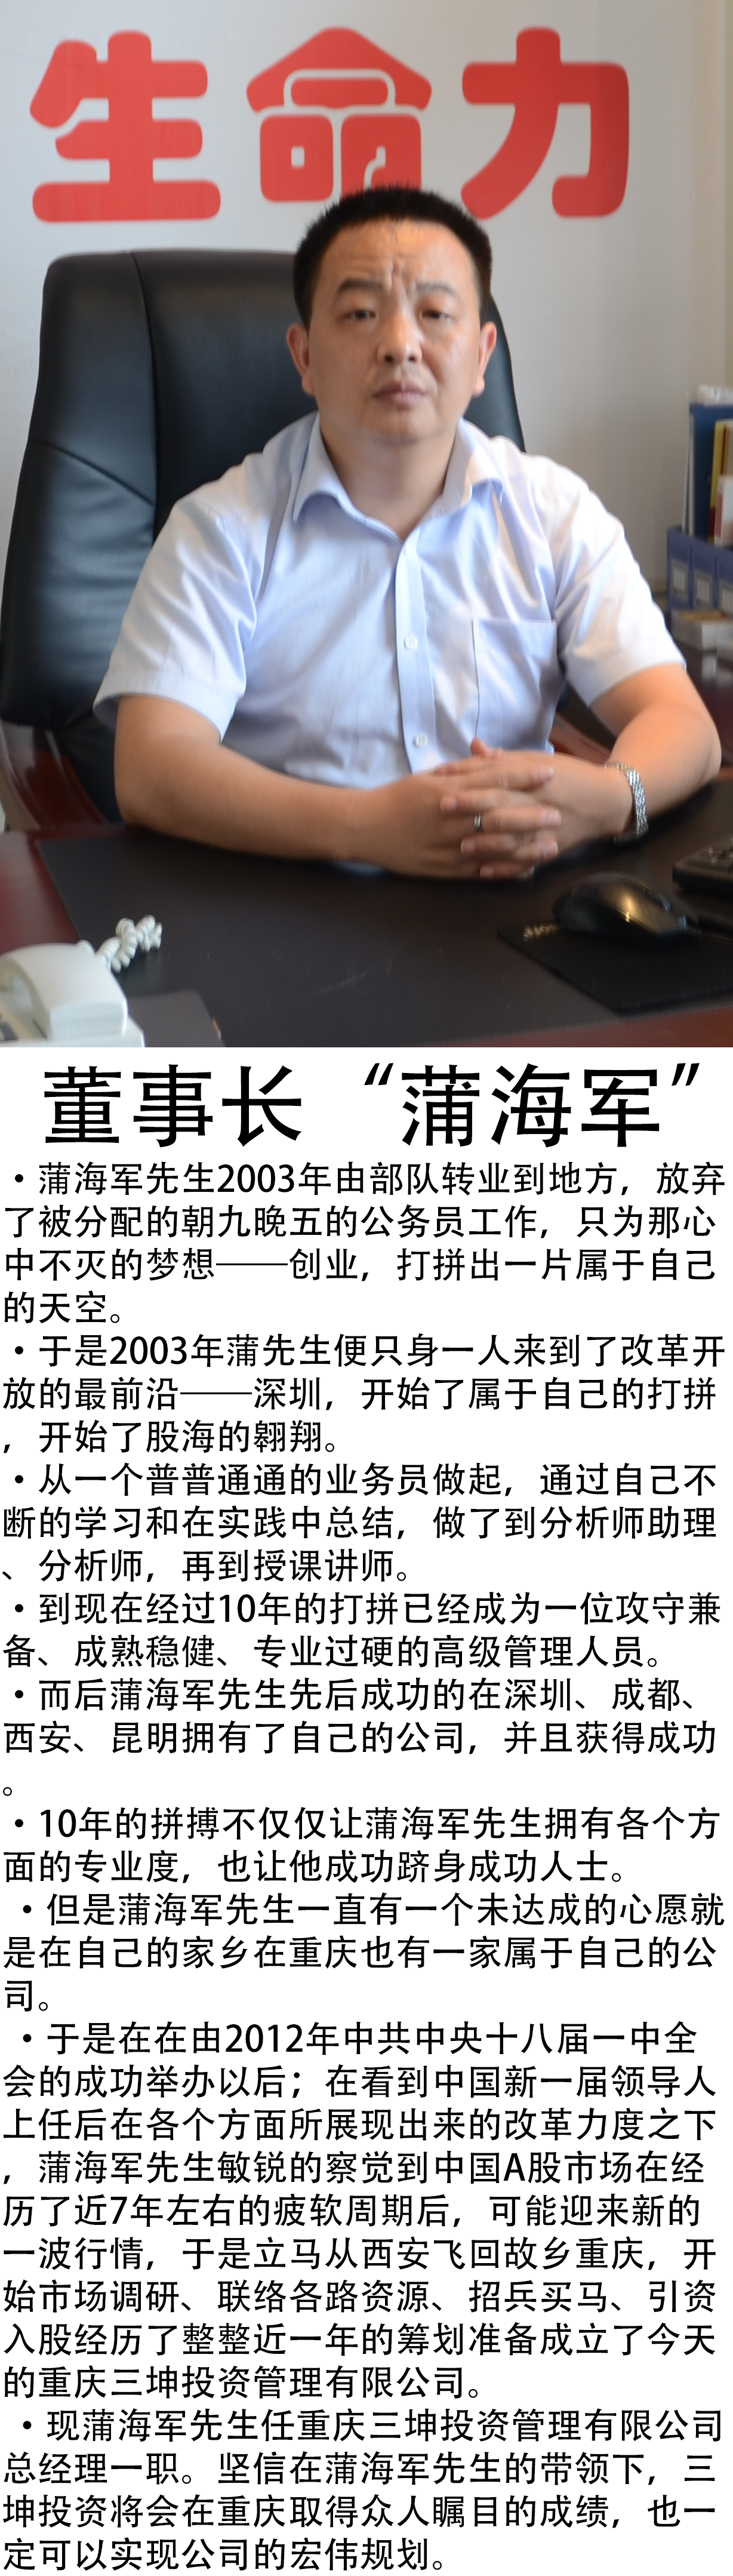 生命力
董事长“蒲海军”
·蒲海军先生2003年由部队转业到地方，放弃
了被分配的朝九晚五的公务员工作，只为那心
中不灭的梦想——创业，打拼出一片属于自己
的天空。
·于是2003年蒲先生便只身一人来到了改革开
放的最前沿——深圳，开始了属于自己的打拼
，开始了股海的翱翔。
·从一个普普通通的业务员做起，通过自己不
断的学习和在实践中总结，做了到分析师助理
、分析师，再到授课讲师。
·到现在经过10年的打拼已经成为一位攻守兼
备、成熟稳健、专业过硬的高级管理人员。
·而后蒲海军先生先后成功的在深圳、成都、
西安、昆明拥有了自己的公司，并且获得成功
。
·10年的拼搏不仅仅让蒲海军先生拥有各个方
面的专业度，也让他成功跻身成功人士。
·但是蒲海军先生一直有一个未达成的心愿就
是在自己的家乡在重庆也有一家属于自己的公
司。
·于是在在由2012年中共中央十八届一中全
会的成功举办以后；在看到中国新一届领导人
上任后在各个方面所展现出来的改革力度之下
，蒲海军先生敏锐的察觉到中国A股市场在经
历了近7年左右的疲软周期后，可能迎来新的
一波行情，于是立马从西安飞回故乡重庆，开
始市场调研、联络各路资源、招兵买马、引资
入股经历了整整近一年的筹划准备成立了今天
的重庆三坤投资管理有限公司。
·现蒲海军先生任重庆三坤投资管理有限公司
总经理一职。坚信在蒲海军先生的带领下，三
坤投资将会在重庆取得众人瞩目的成绩，也一
定可以实现公司的宏伟规划。